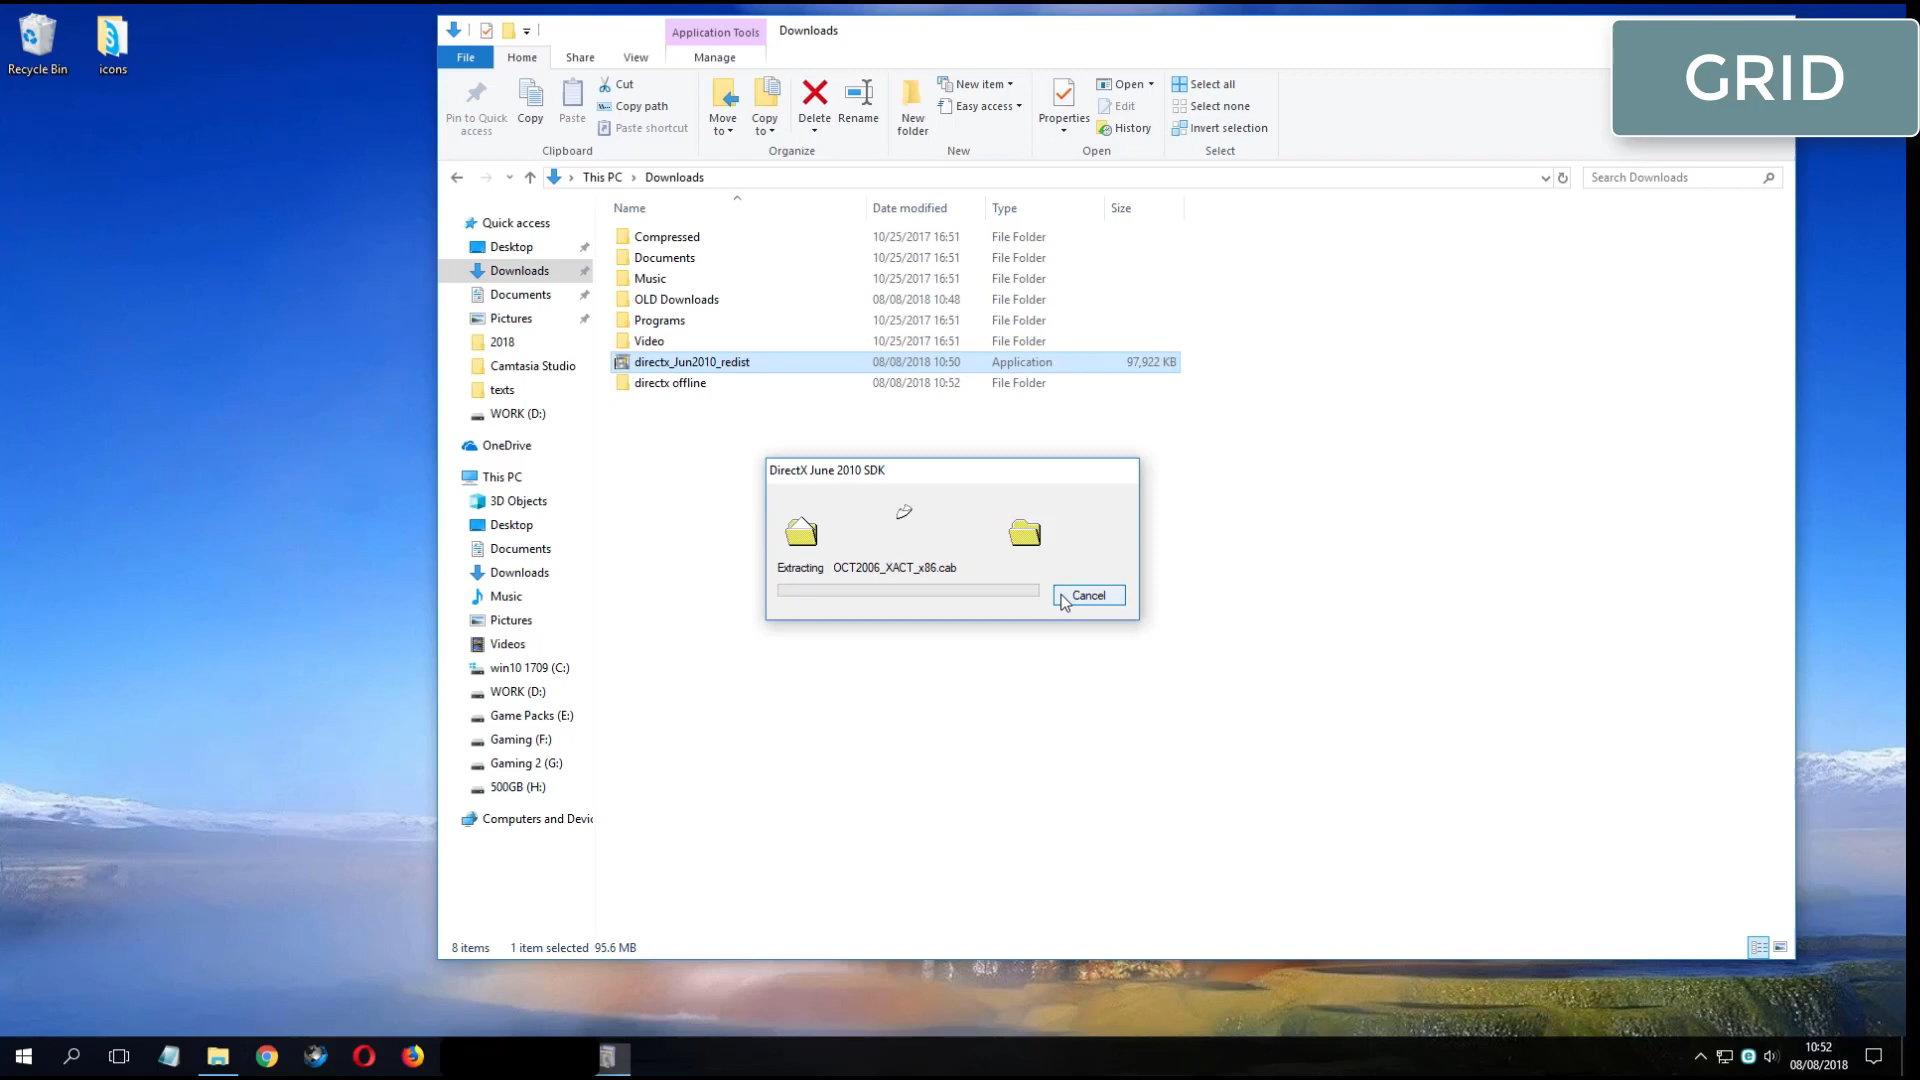 Recycle Bin
icons
Application Tools
Downloads
GRID
File
Home
Share
View
Manage
Pin to Quick access
Copy
Paste
Cut
Copy path
Paste shortcut
Clipboard
Move to
Copy to
Delete
Rename
Organize
New folder
New item
Easy access
New
Properties
Open
Edit
History
Open
Select all
Select none
Invert selection
Select
This PC > Downloads
Search Downloads
Name Date modified Type Size
Compressed 10/25/2017 16:51 File Folder
Documents 10/25/2017 16:51 File Folder
Music 10/25/2017 16:51 File Folder
OLD Downloads 08/08/2018 10:48 File Folder
Programs 10/25/2017 16:51 File Folder
Video 10/25/2017 16:51 File Folder
directx_Jun2010_redist 08/08/2018 10:50 Application 97,922 KB
directx offline 08/08/2018 10:52 File Folder
Quick access
Desktop
Downloads
Documents
Pictures
2018
Camtasia Studio
texts
WORK (D:)
OneDrive
This PC
3D Objects
Desktop
Documents
Downloads
Music
Pictures
Videos
win10 1709 (C:)
WORK (D:)
Game Packs (E:)
Gaming (F:)
Gaming 2 (G:)
500GB (H:)
Computers and Devic
DirectX June 2010 SDK
Extracting OCT2006_XACT_x86.cab
Cancel
8 items 1 item selected 95.6 MB
10:52
08/08/2018